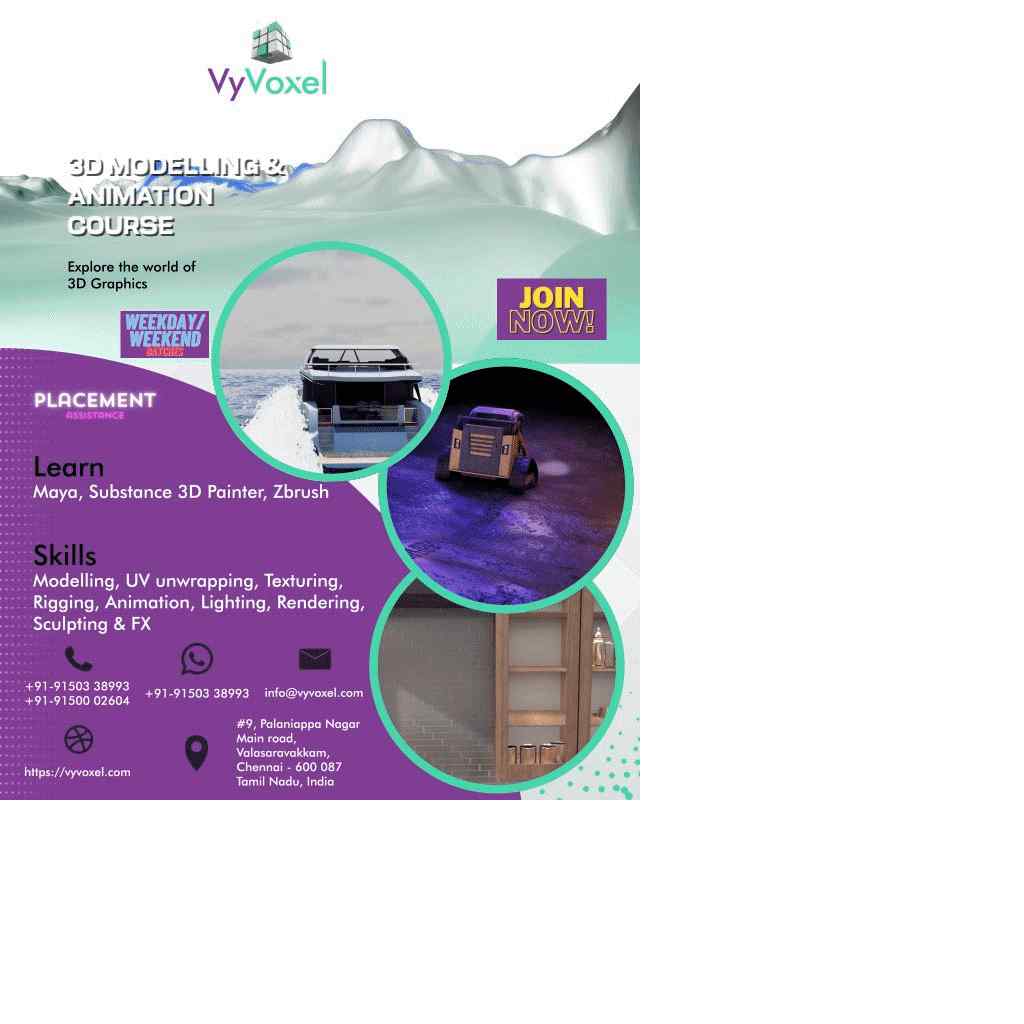 VyVoxel
3D MODELLING &
ANIMATION
COURSE
Explore the world of
3D Graphics
JOIN
NOW!
WEEKDAY/
WEEKEND
BATCHES
PLACEMENT
ASSISTANCE
Learn
Maya, Substance 3D Painter, Zbrush
Skills
Modelling, UV unwrapping, Texturing,
Rigging, Animation, Lighting, Rendering,
Sculpting & FX
+91-91503 38993
+91-91500 02604
+91-91503 38993
info@vyvoxel.com
https://vyvoxel.com
#9, Palaniappa Nagar
Main road,
Valasaravakkam,
Chennai - 600 087
Tamil Nadu, India